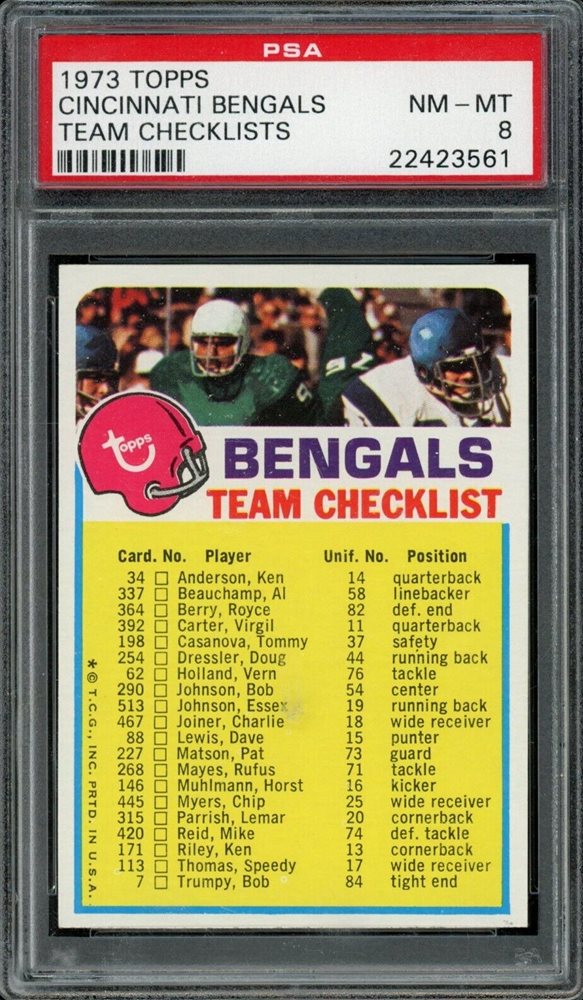 PSA
1973 TOPPS
CINCINNATI BENGALS NM - MT
TEAM CHECKLISTS 8
22423561
topps
BENGALS
TEAM CHECKLIST
Card. No. Player Unif. No. Position
34 Anderson, Ken 14 quarterback
337 Beauchamp, Al 58 linebacker
364 Berry, Royce 82 def. end
392 Carter, Virgil 11 quarterback
198 Casanova, Tommy 37 safety
254 Dressler, Doug 44 running back
62 Holland, Vern 76 tackle
290 Johnson, Bob 54 center
513 Johnson, Essex 19 running back
467 Joiner, Charlie 18 wide receiver
88 Lewis, Dave 15 punter
227 Matson, Pat 73 guard
268 Mayes, Rufus 71 tackle
146 Muhlmann, Horst 16 kicker
445 Myers, Chip 25 wide receiver
315 Parrish, Lemar 20 cornerback
420 Reid, Mike 74 def. tackle
171 Riley, Ken 13 cornerback
113 Thomas, Speedy 17 wide receiver
7 Trumpy, Bob 84 tight end
* © T.C.G., INC. PRTD. IN U.S.A.